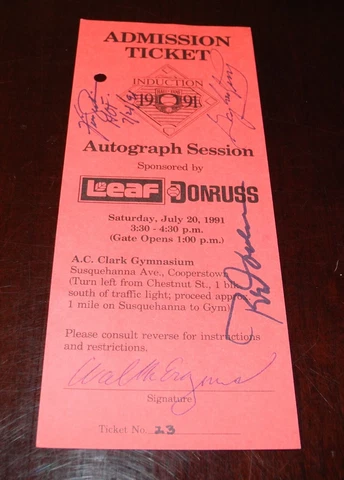 ADMISSION
TICKET
INDUCTION
1991
Autograph Session
Sponsored by
Leaf DONRUSS
Saturday, July 20, 1991
3:30 - 4:30 p.m.
(Gate Opens 1:00 p.m.)
A.C. Clark Gymnasium
Susquehanna Ave., Cooperstown
(Turn left from Chestnut St., 1 block
south of traffic light; proceed approx.
1 mile on Susquehanna to Gym)
Please consult reverse for instructions
and restrictions.
Signature
Ticket No. 23